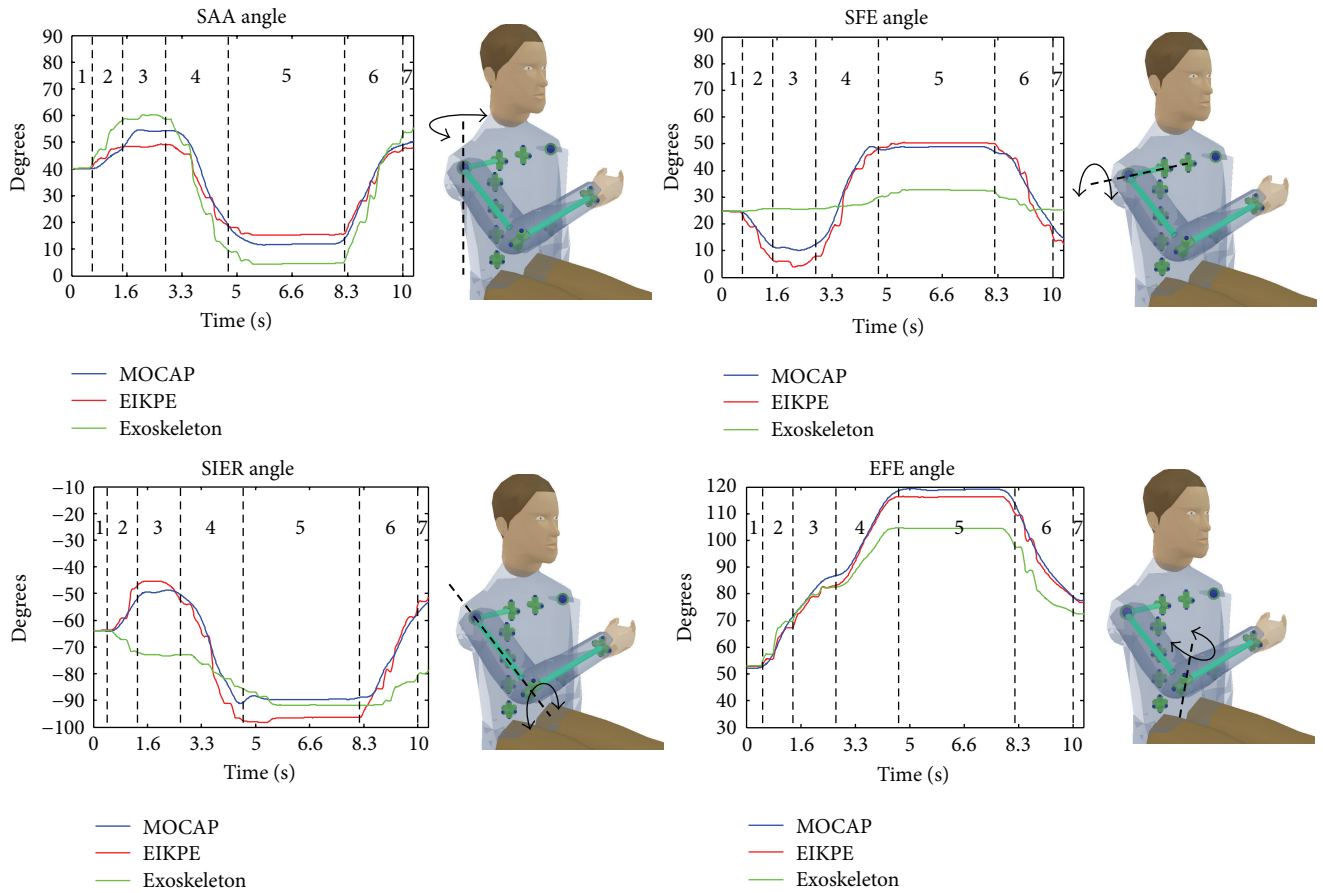 SAA angle
90
80
70
60
50
40
30
20
10
0
Degrees
1 2 3 4 5 6 7
0 1.6 3.3 5 6.6 8.3 10
Time (s)
MOCAP
EIKPE
Exoskeleton
SFE angle
90
80
70
60
50
40
30
20
10
0
Degrees
1 2 3 4 5 6 7
0 1.6 3.3 5 6.6 8.3 10
Time (s)
MOCAP
EIKPE
Exoskeleton
SIER angle
−10
−20
−30
−40
−50
−60
−70
−80
−90
−100
Degrees
1 2 3 4 5 6 7
0 1.6 3.3 5 6.6 8.3 10
Time (s)
MOCAP
EIKPE
Exoskeleton
EFE angle
120
110
100
90
80
70
60
50
40
30
Degrees
1 2 3 4 5 6 7
0 1.6 3.3 5 6.6 8.3 10
Time (s)
MOCAP
EIKPE
Exoskeleton